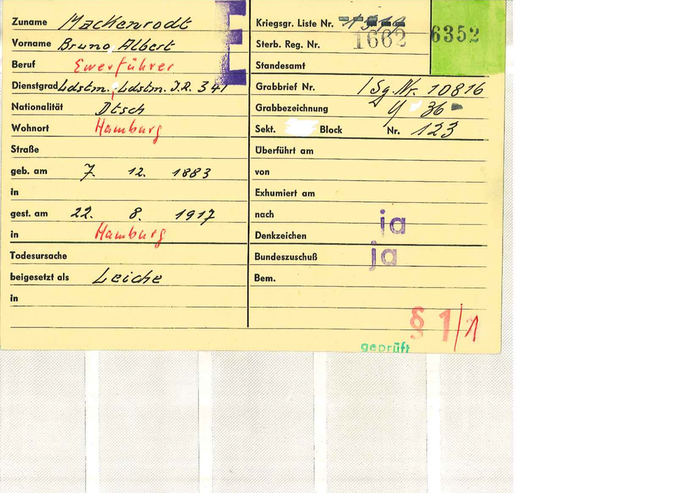 Zuname Mackenrodt
Vorname Bruno Albert
Beruf Ewerführer
Dienstgrad Ldstm., Ldstm. I.R. 341
Nationalität Dtsch
Wohnort Hamburg
Straße
geb. am 7. 12. 1883
in
gest. am 22. 8. 1917
in Hamburg
Todesursache
beigesetzt als Leiche
in
E
Kriegsgr. Liste Nr.
Sterb. Reg. Nr. 1662
6352
Standesamt
Grabbrief Nr. / Sg. Nr. 10816
Grabbezeichnung Y 36
Sekt. Block Nr. 123
Überführt am
von
Exhumiert am
nach
Denkzeichen ja
Bundeszuschuß ja
Bem.
§ 1/1
geprüft